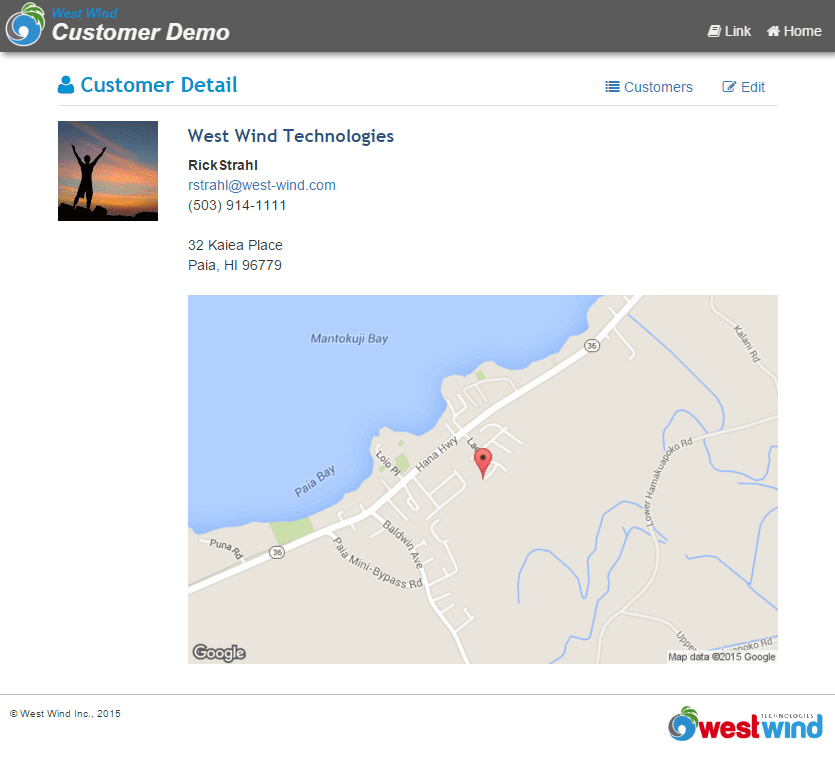 West Wind
Customer Demo
Link
Home
Customer Detail
Customers
Edit
West Wind Technologies
Rick Strahl
rstrahl@west-wind.com
(503) 914-1111
32 Kaiea Place
Paia, HI 96779
Mantokuji Bay
36
Kalani Rd
Hana Hwy
Loio Pl
Paia Bay
Lower Hamakuapoko Rd
Puna Rd
36
Baldwin Ave
Paia Mini-Bypass Rd
Upper
Google
Map data ©2015 Google
© West Wind Inc., 2015
TECHNOLOGIES
westwind